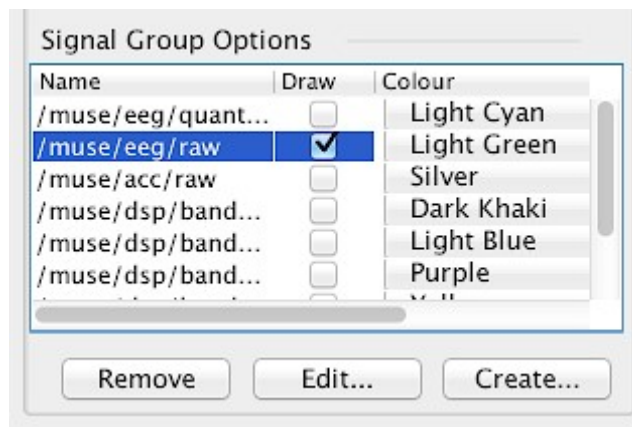 Signal Group Options
Name Draw Colour
/muse/eeg/quant... Light Cyan
/muse/eeg/raw Light Green
/muse/acc/raw Silver
/muse/dsp/band... Dark Khaki
/muse/dsp/band... Light Blue
/muse/dsp/band... Purple
Remove Edit... Create...